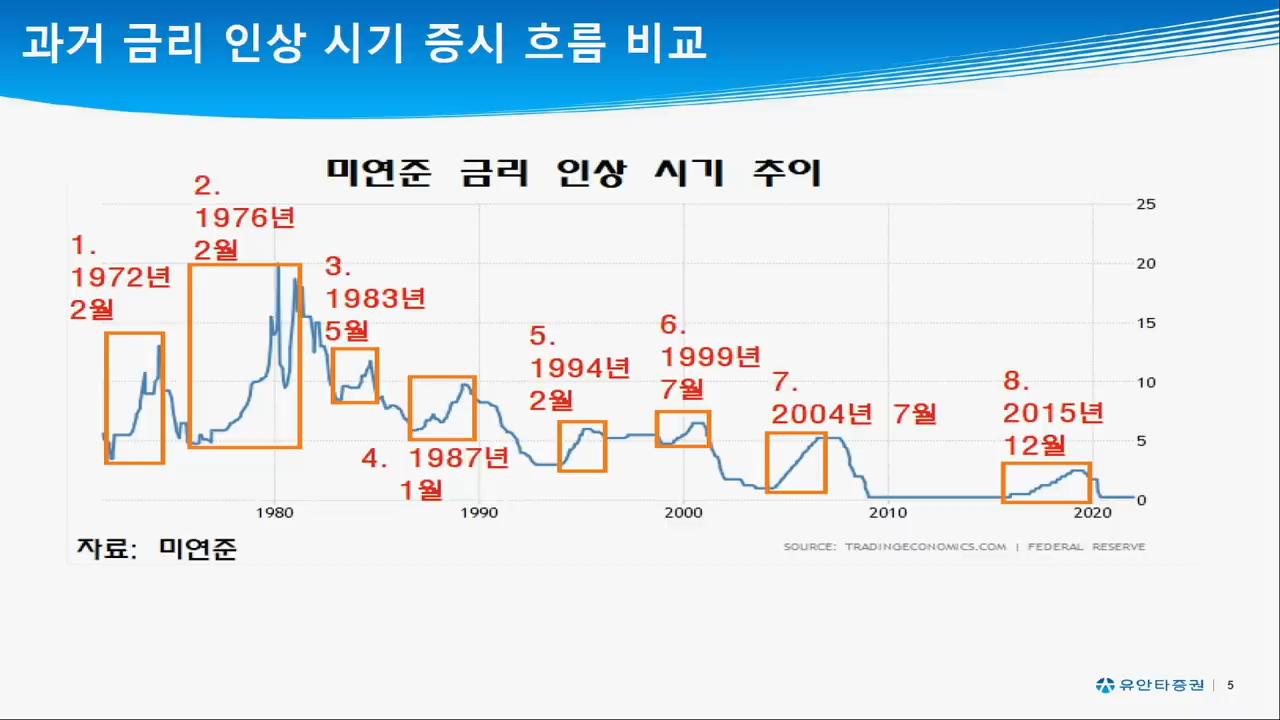 과거 금리 인상 시기 증시 흐름 비교
미연준 금리 인상 시기 추이
1.
1972년
2월
2.
1976년
2월
3.
1983년
5월
4. 1987년
1월
5.
1994년
2월
6.
1999년
7월
7.
2004년 7월
8.
2015년
12월
25
20
15
10
5
0
1980
1990
2000
2010
2020
자료: 미연준
SOURCE: TRADINGECONOMICS.COM | FEDERAL RESERVE
유안타증권 | 5